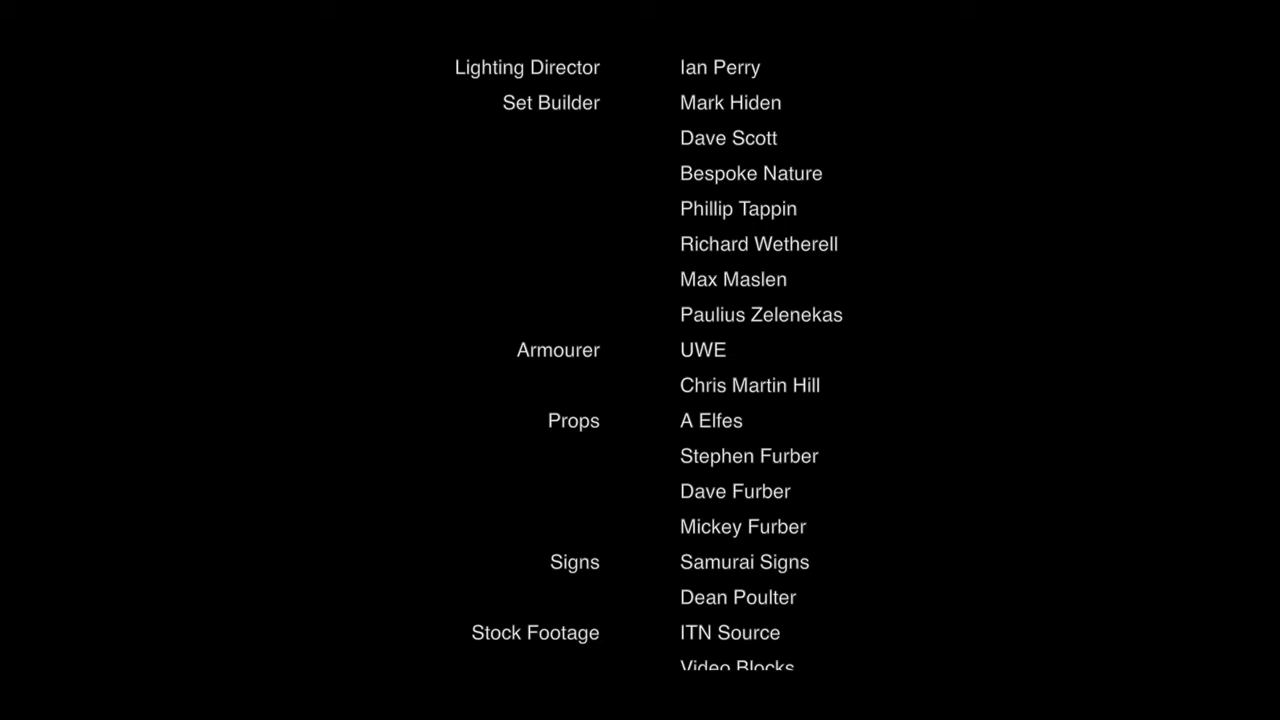 Lighting Director Ian Perry
Set Builder Mark Hiden
Dave Scott
Bespoke Nature
Phillip Tappin
Richard Wetherell
Max Maslen
Paulius Zelenekas
Armourer UWE
Chris Martin Hill
Props A Elfes
Stephen Furber
Dave Furber
Mickey Furber
Signs Samurai Signs
Dean Poulter
Stock Footage ITN Source
Video Blocks